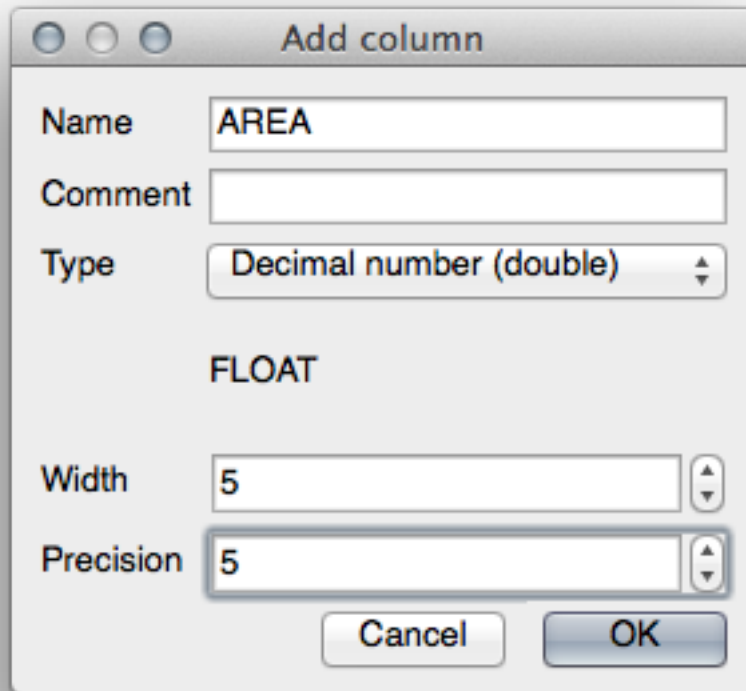 Add column
Name AREA
Comment
Type Decimal number (double)
FLOAT
Width 5
Precision 5
Cancel OK